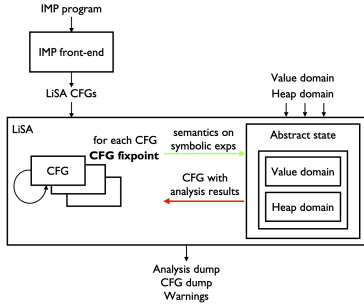 IMP program
IMP front-end
LiSA CFGs
Value domain
Heap domain
LiSA
for each CFG
CFG fixpoint
semantics on
symbolic exps
Abstract state
CFG
CFG with
analysis results
Value domain
Heap domain
Analysis dump
CFG dump
Warnings